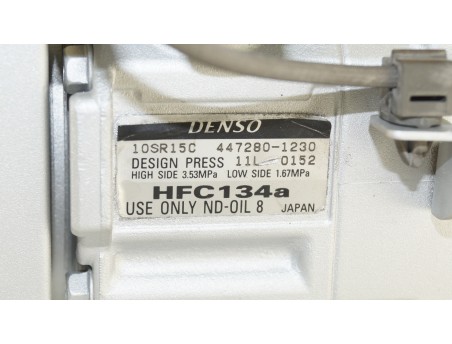 DENSO
10SR15C 447280-1230
DESIGN PRESS 11L 0152
HIGH SIDE 3.53MPa LOW SIDE 1.67MPa
HFC134a
USE ONLY ND-OIL 8 JAPAN